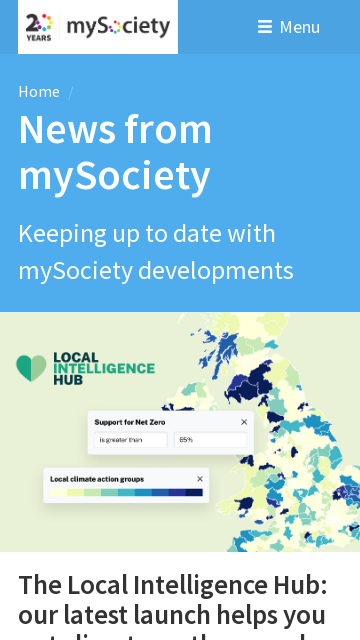 20 YEARS mySociety
Menu
Home /
News from
mySociety
Keeping up to date with
mySociety developments
LOCAL
INTELLIGENCE
HUB
Support for Net Zero
is greater than 65%
Local climate action groups
The Local Intelligence Hub:
our latest launch helps you